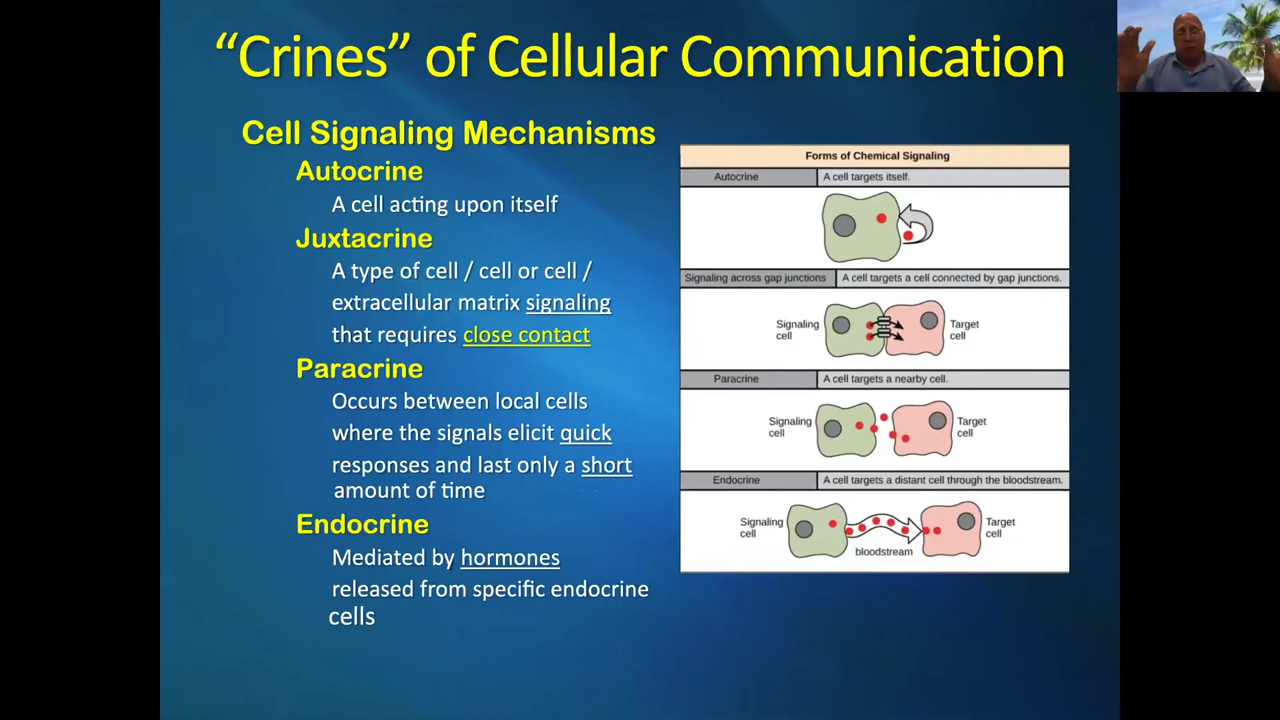 “Crines” of Cellular Communication
Cell Signaling Mechanisms
Autocrine
A cell acting upon itself
Juxtacrine
A type of cell / cell or cell /
extracellular matrix signaling
that requires close contact
Paracrine
Occurs between local cells
where the signals elicit quick
responses and last only a short
amount of time
Endocrine
Mediated by hormones
released from specific endocrine
cells
Forms of Chemical Signaling
Autocrine
A cell targets itself.
Signaling across gap junctions
A cell targets a cell connected by gap junctions.
Signaling
cell
Target
cell
Paracrine
A cell targets a nearby cell.
Signaling
cell
Target
cell
Endocrine
A cell targets a distant cell through the bloodstream.
Signaling
cell
bloodstream
Target
cell